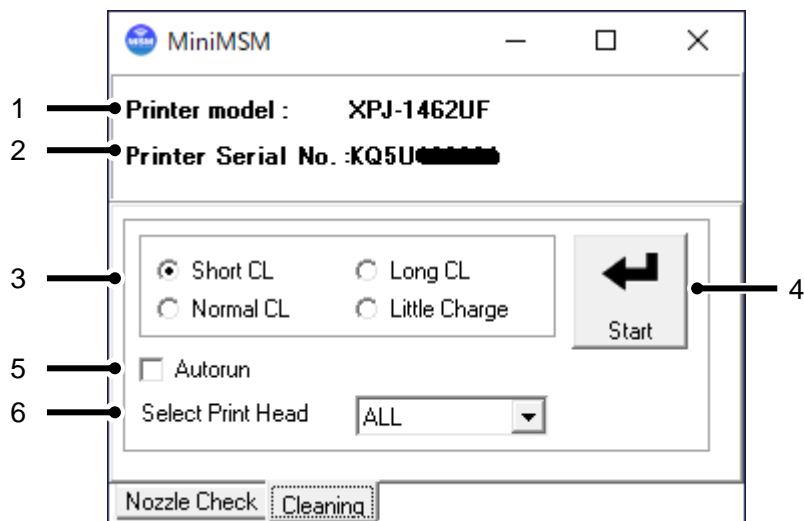 MiniMSM
1 Printer model : XPJ-1462UF
2 Printer Serial No. :KQ5U
3 Short CL Long CL
Normal CL Little Charge
Start 4
5 Autorun
6 Select Print Head ALL
Nozzle Check Cleaning